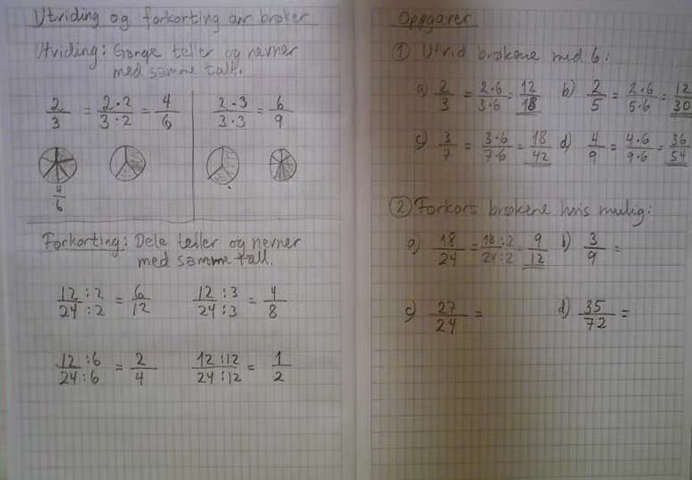 Utviding og forkorting av brøker
Utviding: Gange teller og nevner
med samme tall.
2/3 = 2·2/3·2 = 4/6
2·3/3·3 = 6/9
4/6
Forkorting: Dele teller og nevner
med samme tall.
12:2/24:2 = 6/12
12:3/24:3 = 4/8
12:6/24:6 = 2/4
12:12/24:12 = 1/2
Oppgaver
① Utvid brøkene med 6:
a) 2/3 = 2·6/3·6 = 12/18 b) 2/5 = 2·6/5·6 = 12/30
c) 3/7 = 3·6/7·6 = 18/42 d) 4/9 = 4·6/9·6 = 36/54
② Forkort brøkene hvis mulig:
a) 18/24 = 18:2/24:2 = 9/12 b) 3/9 =
c) 27/24 = d) 35/72 =